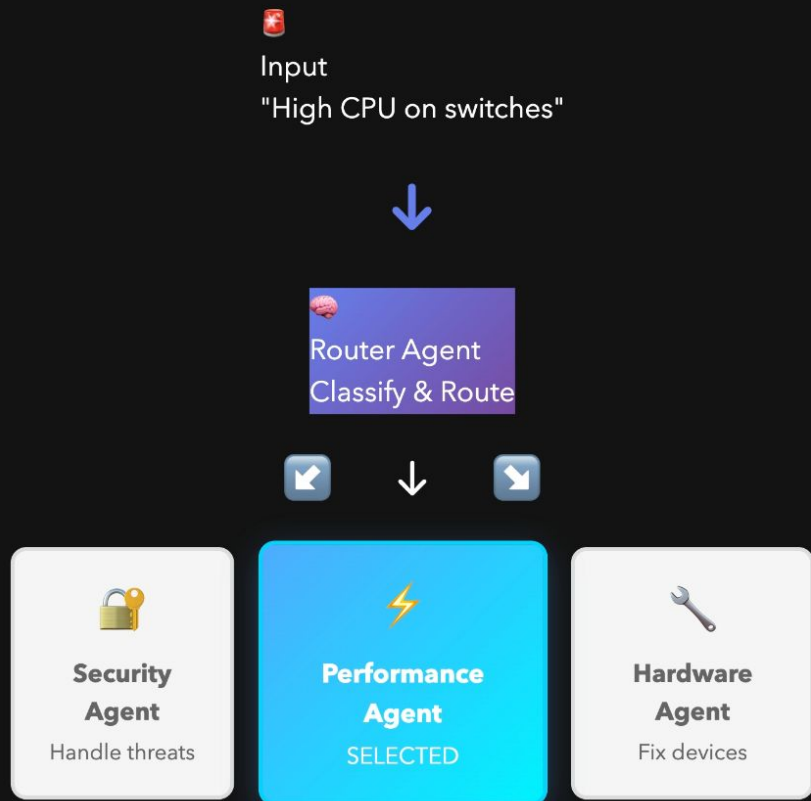 Input
"High CPU on switches"
Router Agent
Classify & Route
Security
Agent
Handle threats
Performance
Agent
SELECTED
Hardware
Agent
Fix devices